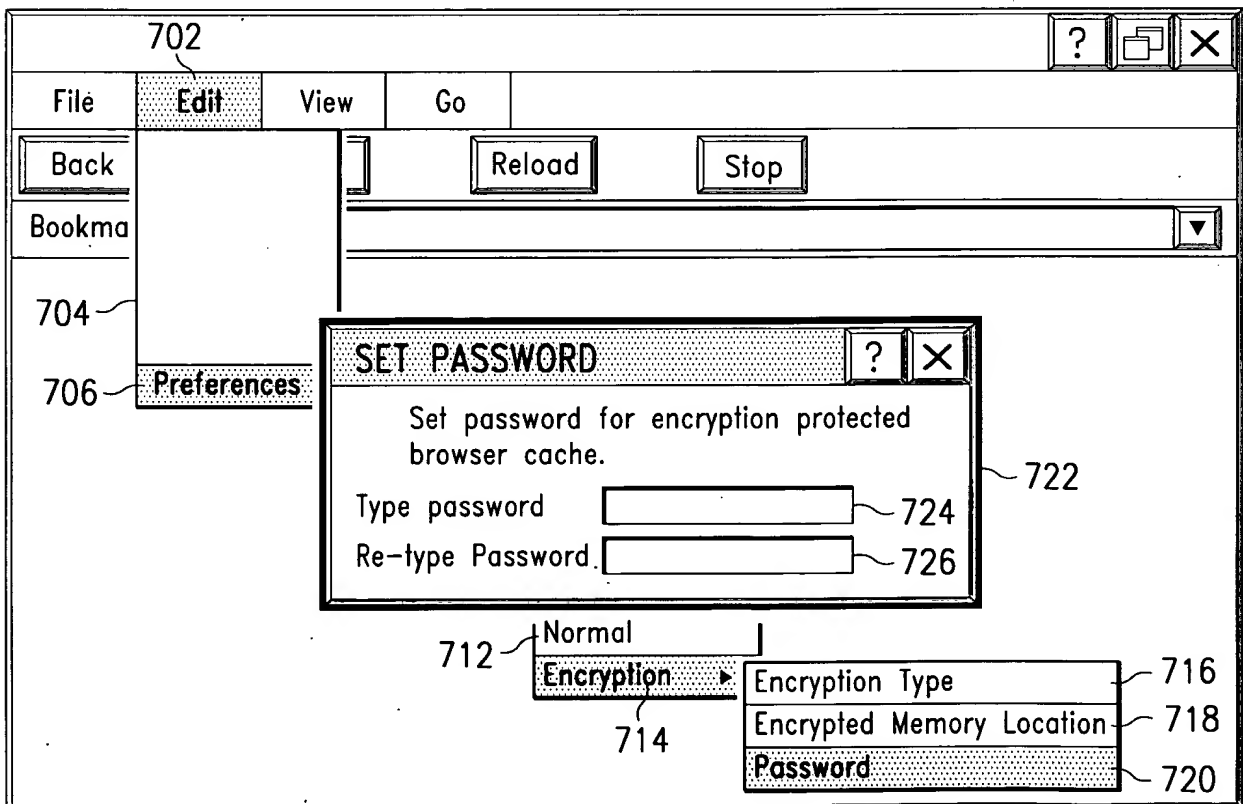 702
?
X
File Edit View Go
Back Reload Stop
Bookma
704
706 Preferences
SET PASSWORD ? X
Set password for encryption protected
browser cache.
722
Type password 724
Re-type Password 726
712 Normal
Encryption
714
Encryption Type 716
Encrypted Memory Location 718
Password 720